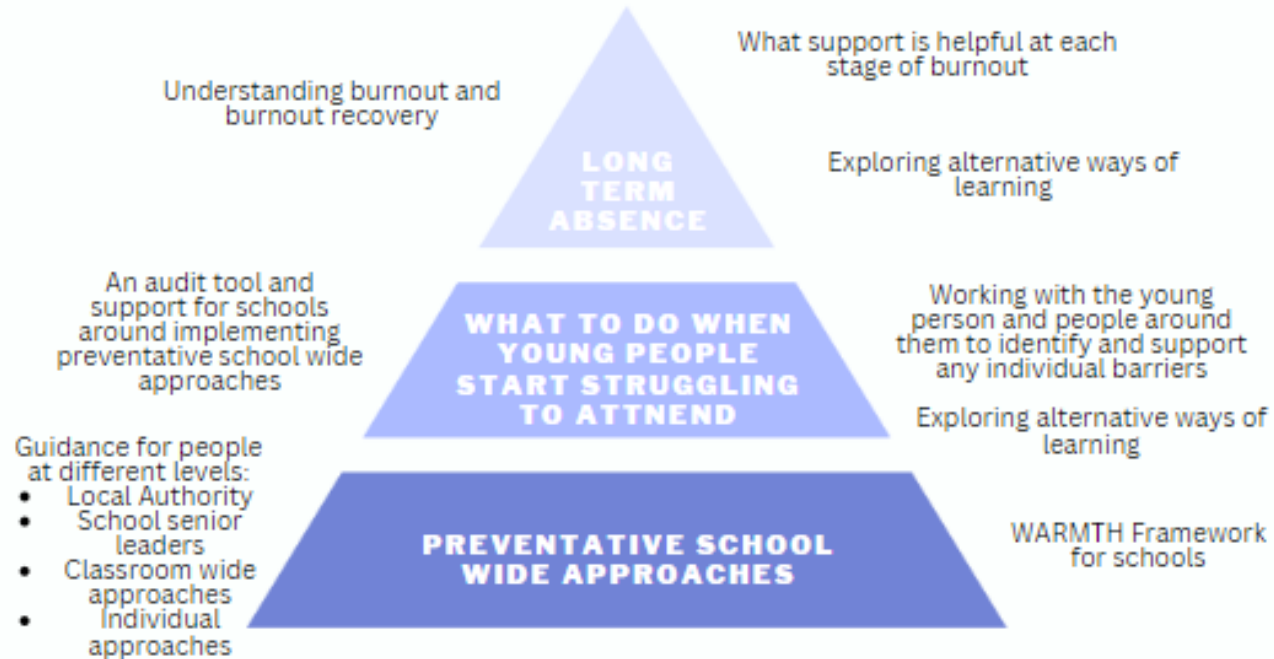 What support is helpful at each
stage of burnout
Understanding burnout and
burnout recovery
LONG
TERM
ABSENCE
Exploring alternative ways of
learning
An audit tool and
support for schools
around implementing
preventative school wide
approaches
WHAT TO DO WHEN
YOUNG PEOPLE
START STRUGGLING
TO ATTNEND
Working with the young
person and people around
them to identify and support
any individual barriers
Exploring alternative ways of
learning
Guidance for people
at different levels:
• Local Authority
• School senior
leaders
• Classroom wide
approaches
• Individual
approaches
PREVENTATIVE SCHOOL
WIDE APPROACHES
WARMTH Framework
for schools